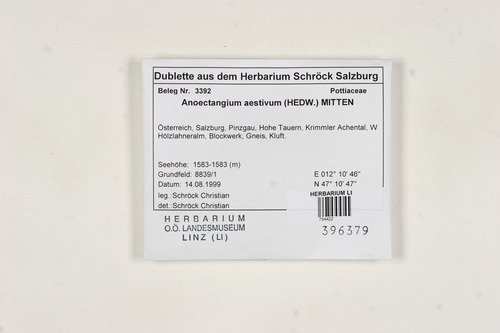 Dublette aus dem Herbarium Schröck Salzburg
Beleg Nr. 3392 Pottiaceae
Anoectangium aestivum (HEDW.) MITTEN
Österreich, Salzburg, Pinzgau, Hohe Tauern, Krimmler Achental, W
Hölzlahneralm, Blockwerk, Gneis, Kluft.
Seehöhe: 1583-1583 (m)
Grundfeld: 8839/1 E 012° 10' 46"
Datum: 14.08.1999 N 47° 10' 47"
leg.: Schröck Christian
det.: Schröck Christian
HERBARIUM LI
754422
HERBARIUM
O.Ö. LANDESMUSEUM
LINZ (LI)
396379